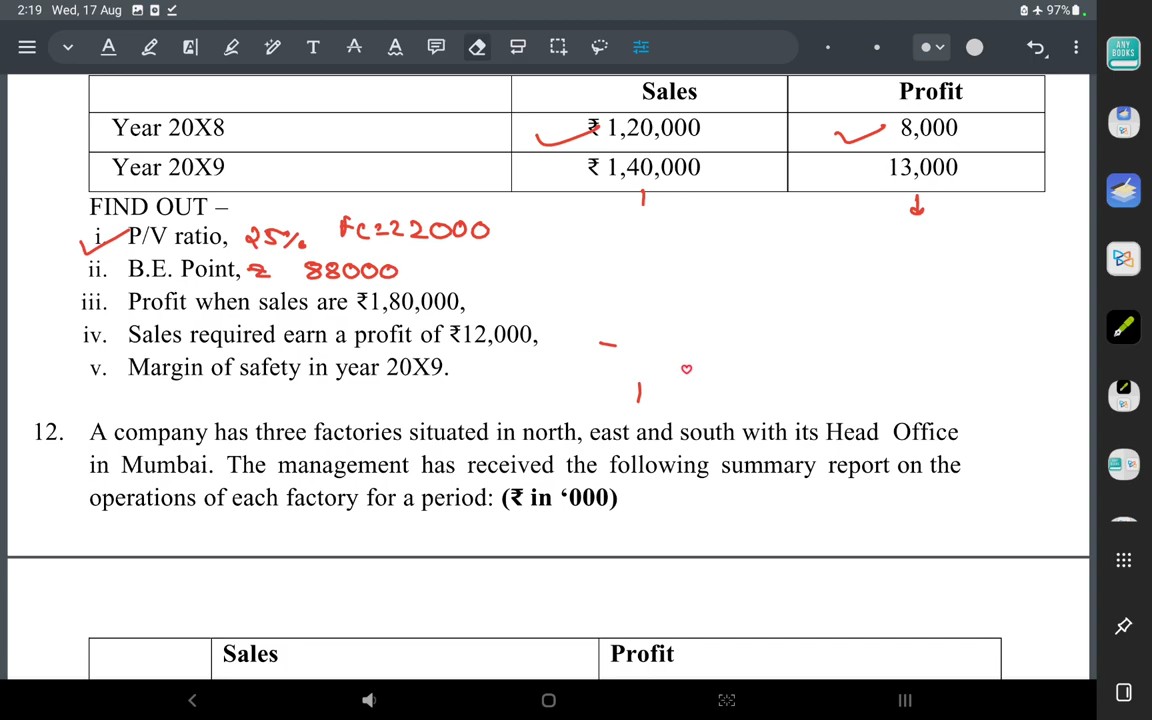 2:19 Wed, 17 Aug 97%
T
ANY BOOKS
Sales Profit
Year 20X8 ₹ 1,20,000 8,000
Year 20X9 ₹ 1,40,000 13,000
FIND OUT –
i. P/V ratio, 25% FC=22000
ii. B.E. Point, = 88000
iii. Profit when sales are ₹1,80,000,
iv. Sales required earn a profit of ₹12,000,
v. Margin of safety in year 20X9.
12. A company has three factories situated in north, east and south with its Head Office
in Mumbai. The management has received the following summary report on the
operations of each factory for a period: (₹ in ‘000)
Sales Profit